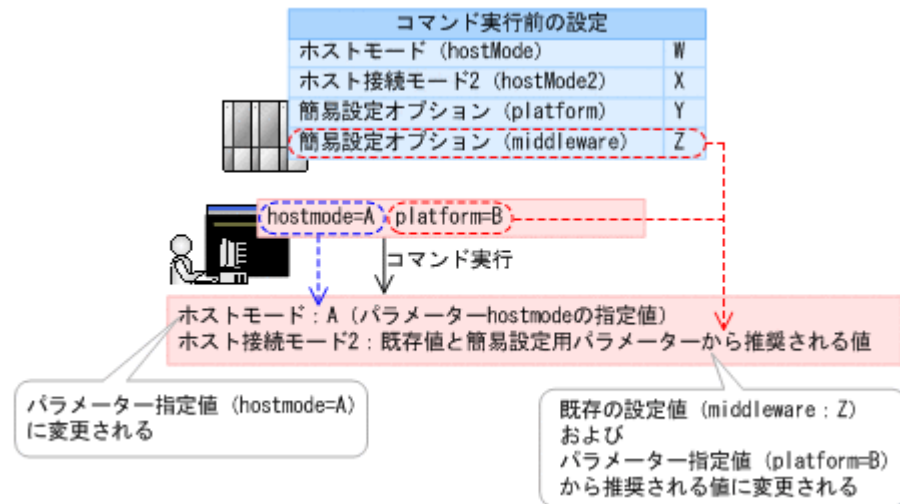 コマンド実行前の設定
ホストモード (hostMode) W
ホスト接続モード2 (hostMode2) X
簡易設定オプション (platform) Y
簡易設定オプション (middleware) Z
hostmode=A platform=B
コマンド実行
ホストモード：A (パラメーターhostmodeの指定値)
ホスト接続モード2：既存値と簡易設定用パラメーターから推奨される値
パラメーター指定値 (hostmode=A)
に変更される
既存の設定値 (middleware：Z)
および
パラメーター指定値 (platform=B)
から推奨される値に変更される